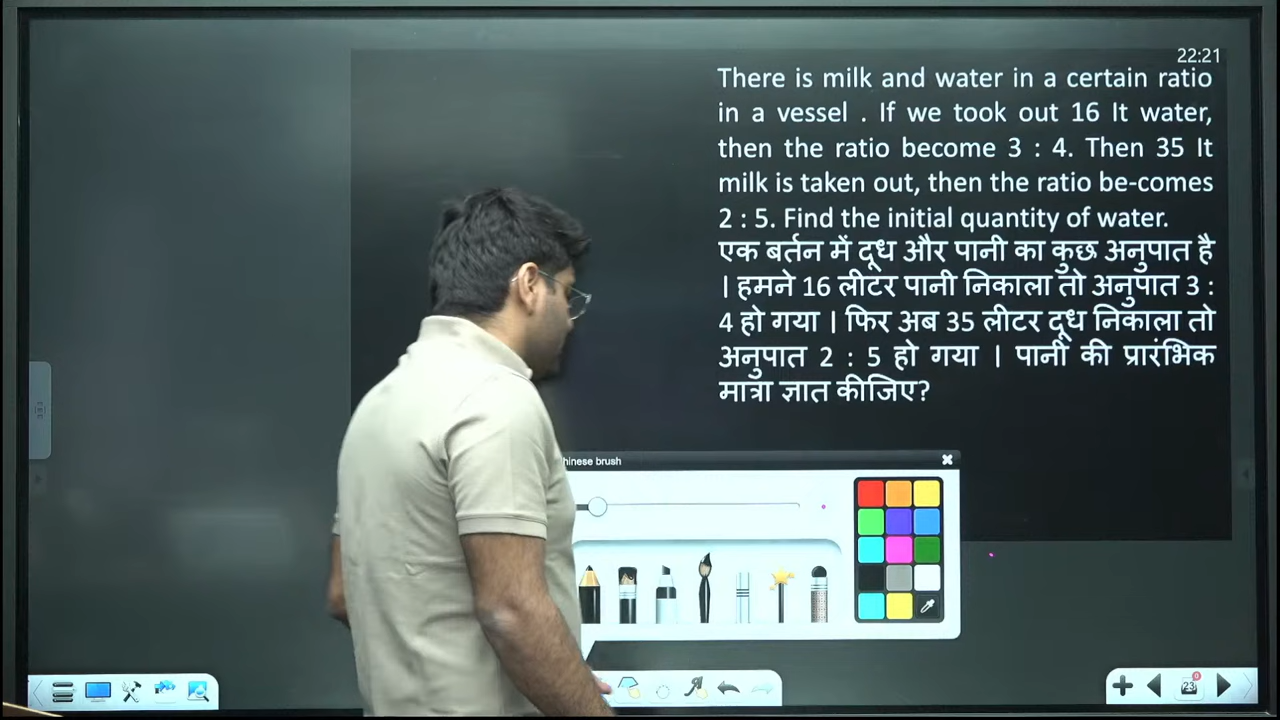 22:21
There is milk and water in a certain ratio
in a vessel . If we took out 16 lt water,
then the ratio become 3 : 4. Then 35 lt
milk is taken out, then the ratio be-comes
2 : 5. Find the initial quantity of water.
एक बर्तन में दूध और पानी का कुछ अनुपात है
। हमने 16 लीटर पानी निकाला तो अनुपात 3 :
4 हो गया । फिर अब 35 लीटर दूध निकाला तो
अनुपात 2 : 5 हो गया । पानी की प्रारंभिक
मात्रा ज्ञात कीजिए?
hinese brush